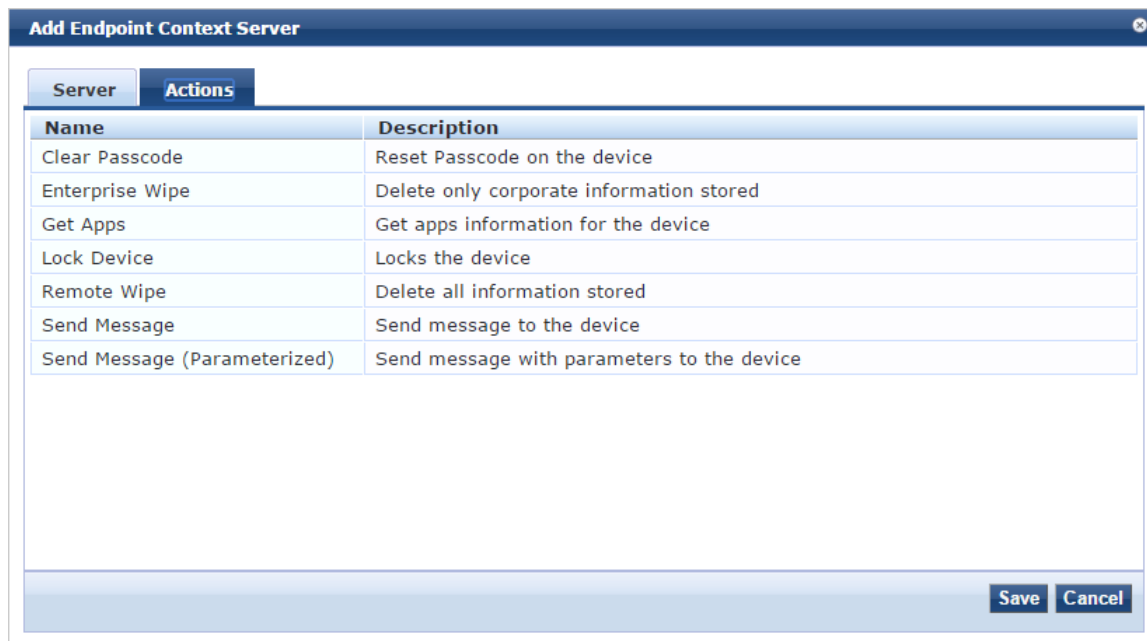 Add Endpoint Context Server
Server Actions
Name Description
Clear Passcode Reset Passcode on the device
Enterprise Wipe Delete only corporate information stored
Get Apps Get apps information for the device
Lock Device Locks the device
Remote Wipe Delete all information stored
Send Message Send message to the device
Send Message (Parameterized) Send message with parameters to the device
Save Cancel